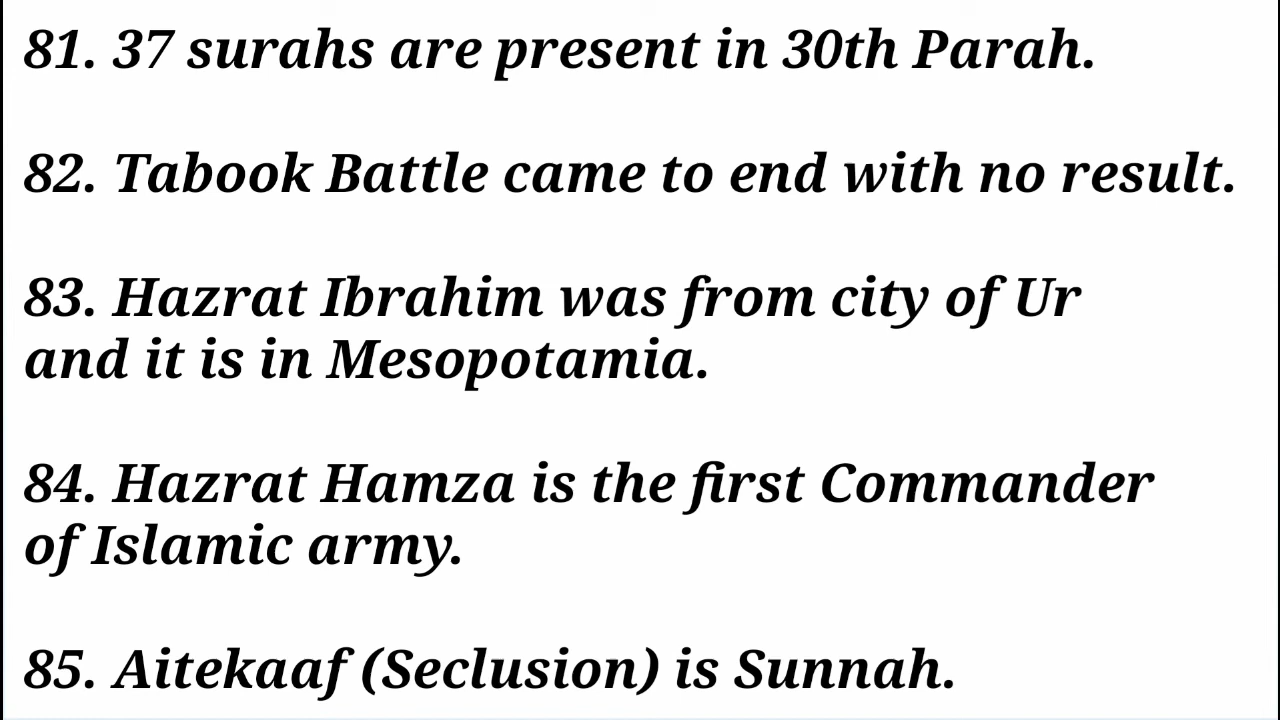 81. 37 surahs are present in 30th Parah.
82. Tabook Battle came to end with no result.
83. Hazrat Ibrahim was from city of Ur
and it is in Mesopotamia.
84. Hazrat Hamza is the first Commander
of Islamic army.
85. Aitekaaf (Seclusion) is Sunnah.